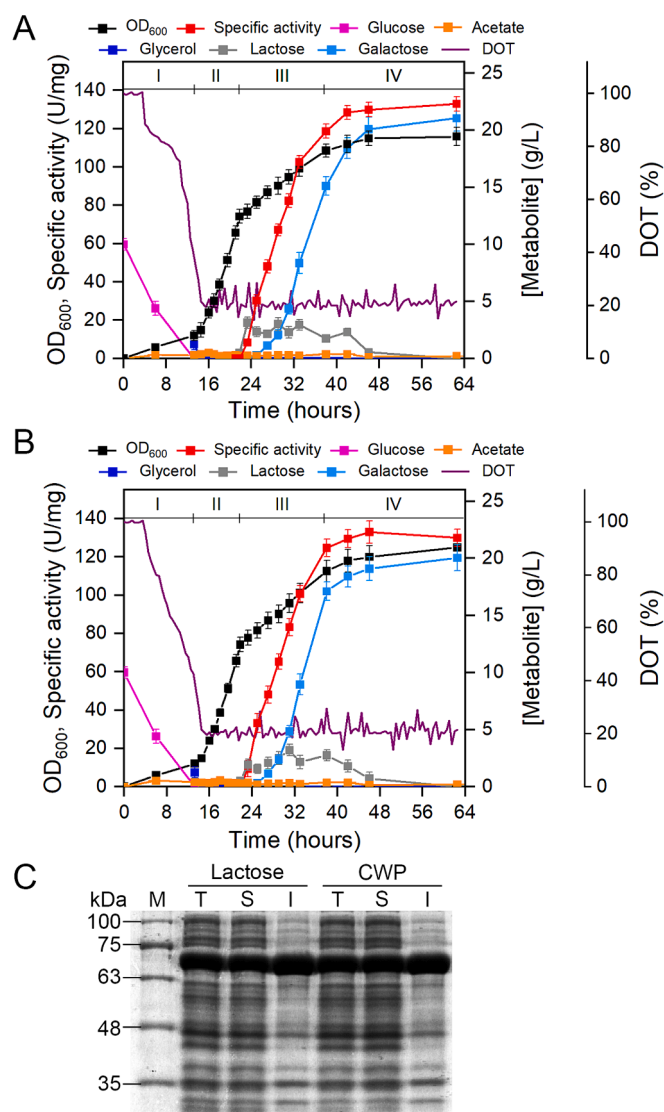 A
OD600 Specific activity Glucose Acetate
Glycerol Lactose Galactose DOT
I II III IV
140
120
100
80
60
40
20
0
OD600, Specific activity (U/mg)
25
20
15
10
5
0
[Metabolite] (g/L)
100
80
60
40
20
0
DOT (%)
0 8 16 24 32 40 48 56 64
Time (hours)
B
OD600 Specific activity Glucose Acetate
Glycerol Lactose Galactose DOT
I II III IV
140
120
100
80
60
40
20
0
OD600, Specific activity (U/mg)
25
20
15
10
5
0
[Metabolite] (g/L)
100
80
60
40
20
0
DOT (%)
0 8 16 24 32 40 48 56 64
Time (hours)
C
Lactose CWP
kDa M T S I T S I
100
75
63
48
35